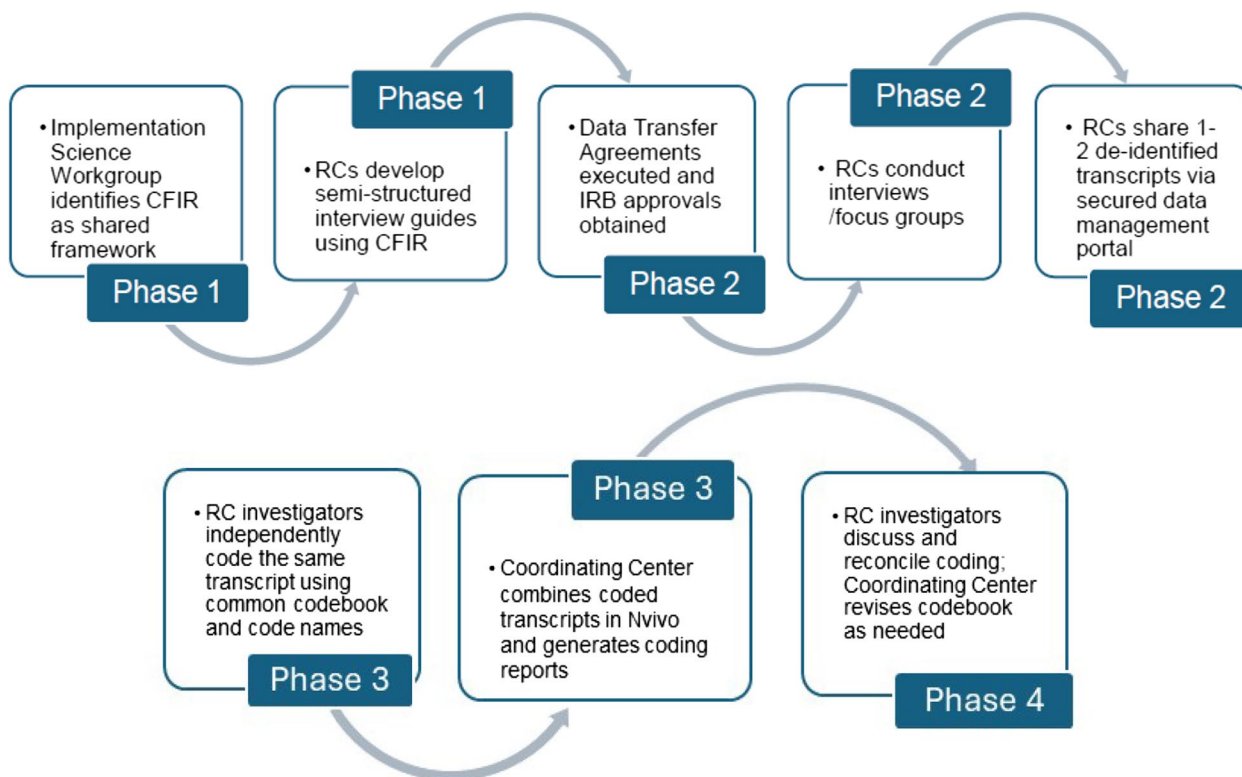 • Implementation
Science
Workgroup
identifies CFIR
as shared
framework
Phase 1
Phase 1
• RCs develop
semi-structured
interview guides
using CFIR
• Data Transfer
Agreements
executed and
IRB approvals
obtained
Phase 2
Phase 2
• RCs conduct
interviews
/focus groups
• RCs share 1-
2 de-identified
transcripts via
secured data
management
portal
Phase 2
• RC investigators
independently
code the same
transcript using
common codebook
and code names
Phase 3
Phase 3
• Coordinating Center
combines coded
transcripts in Nvivo
and generates coding
reports
• RC investigators
discuss and
reconcile coding;
Coordinating Center
revises codebook
as needed
Phase 4